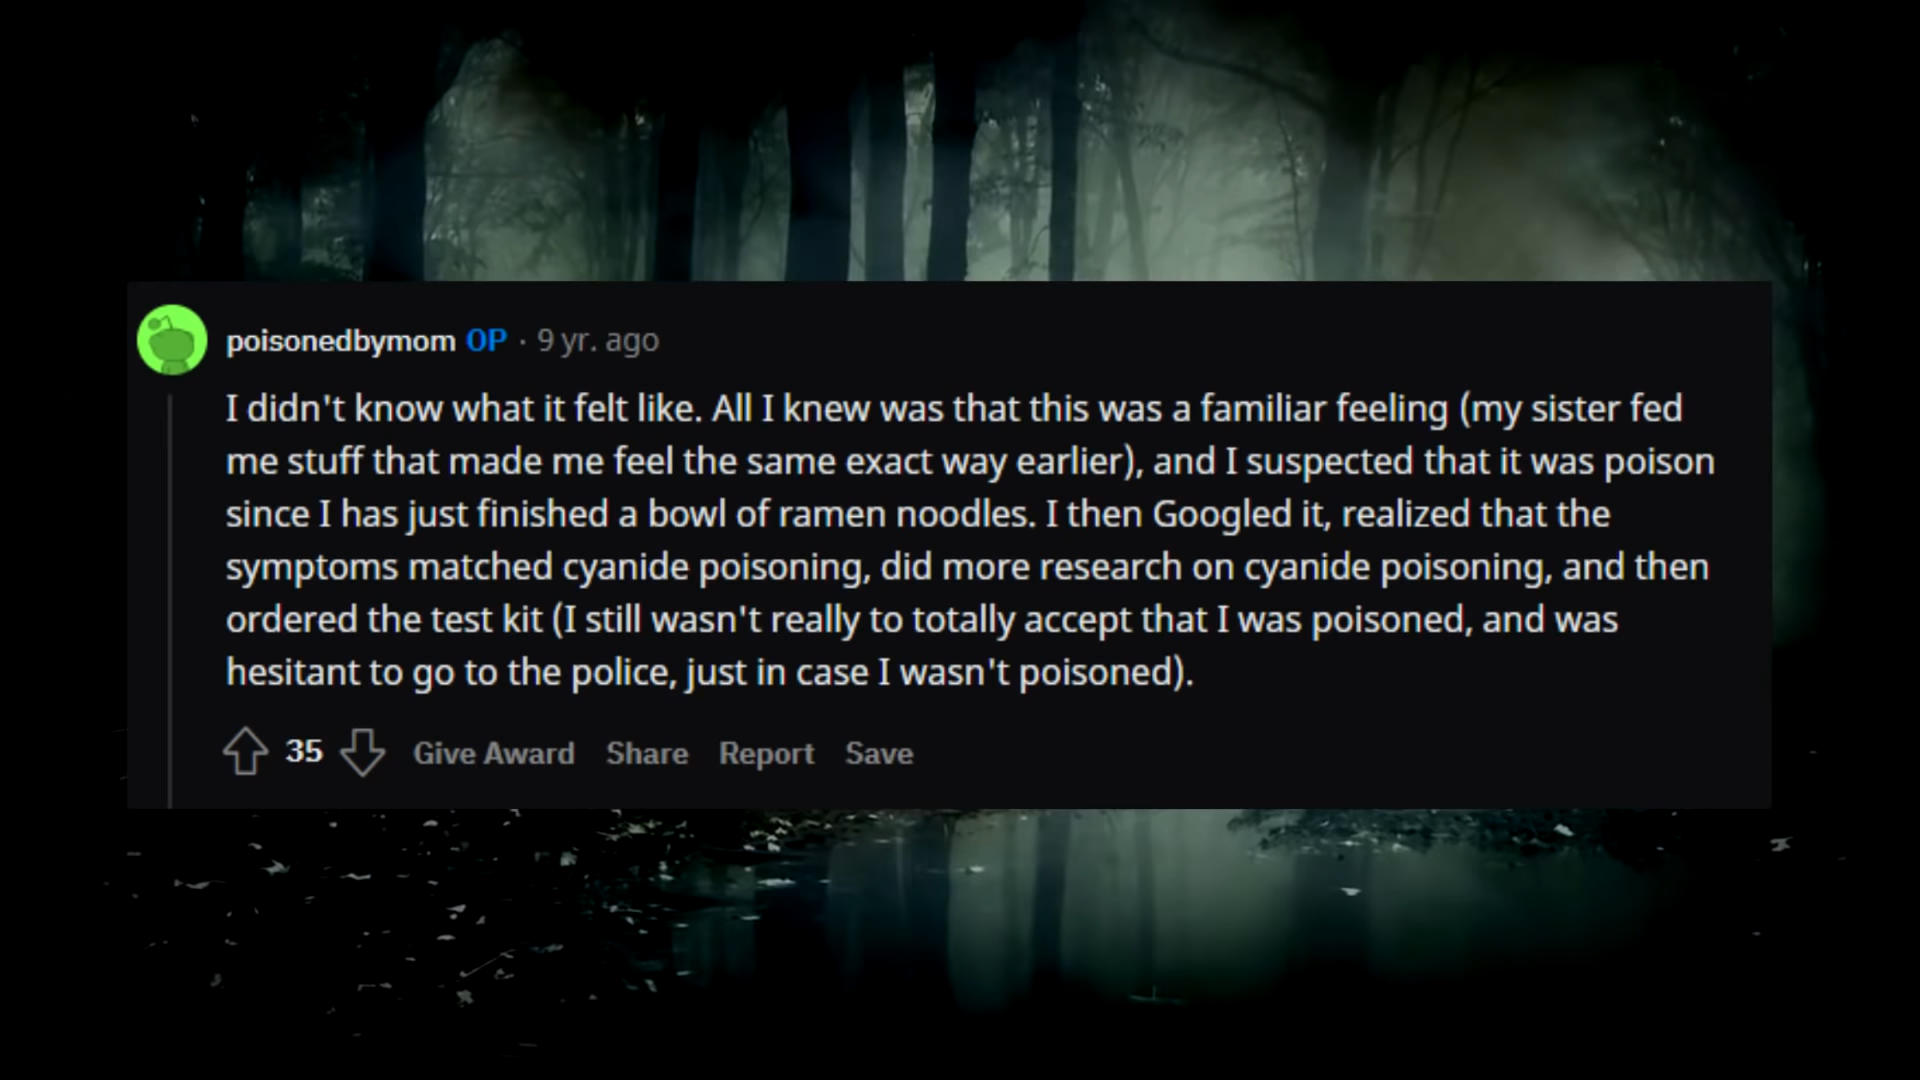 poisonedbymom OP · 9 yr. ago
I didn't know what it felt like. All I knew was that this was a familiar feeling (my sister fed
me stuff that made me feel the same exact way earlier), and I suspected that it was poison
since I has just finished a bowl of ramen noodles. I then Googled it, realized that the
symptoms matched cyanide poisoning, did more research on cyanide poisoning, and then
ordered the test kit (I still wasn't really to totally accept that I was poisoned, and was
hesitant to go to the police, just in case I wasn't poisoned).
35 Give Award Share Report Save